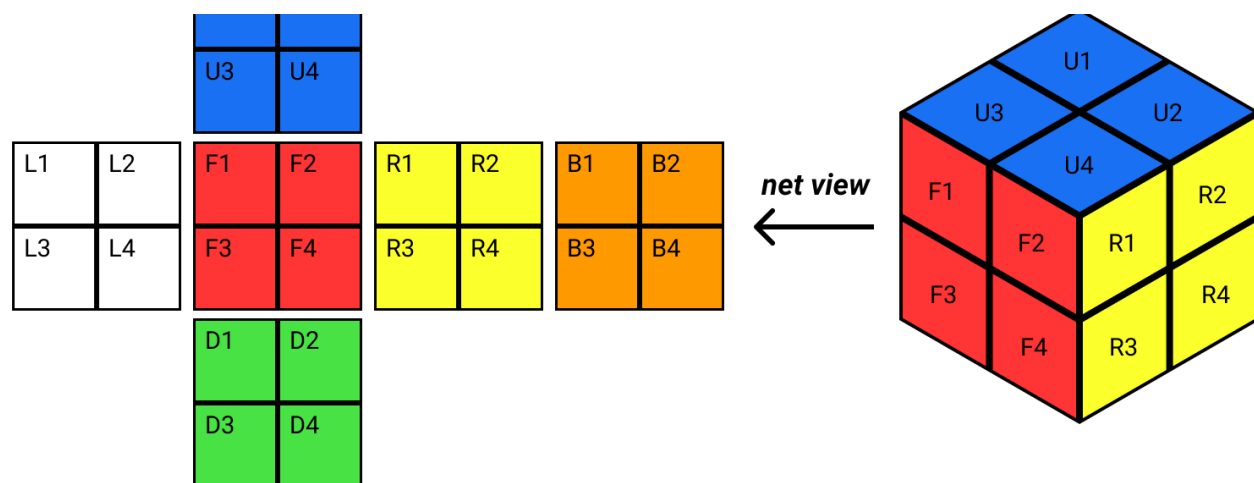 U3 U4
L1 L2 F1 F2 R1 R2 B1 B2
L3 L4 F3 F4 R3 R4 B3 B4
D1 D2
D3 D4
net view
U1
U3 U2
U4
F1 R2
F2 R1
F3 R4
F4 R3